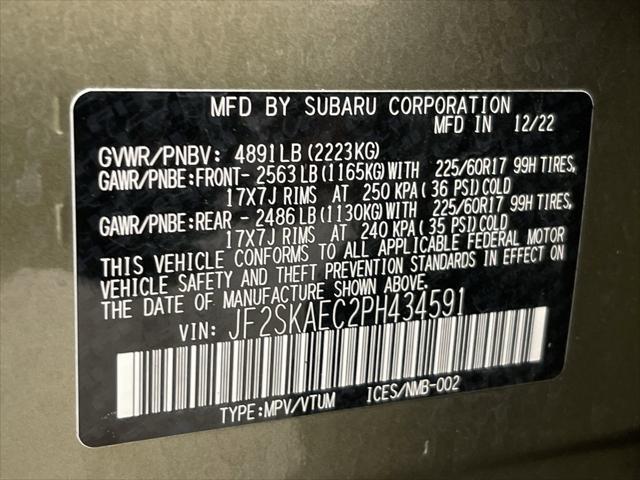 MFD BY SUBARU CORPORATION
MFD IN 12/22
GVWR/PNBV: 4891LB(2223KG)
GAWR/PNBE:FRONT- 2563LB(1165KG)WITH 225/60R17 99H TIRES,
17X7J RIMS AT 250 KPA(36 PSI)COLD
GAWR/PNBE:REAR - 2486LB(1130KG)WITH 225/60R17 99H TIRES,
17X7J RIMS AT 240 KPA(35 PSI)COLD
THIS VEHICLE CONFORMS TO ALL APPLICABLE FEDERAL MOTOR
VEHICLE SAFETY AND THEFT PREVENTION STANDARDS IN EFFECT ON
THE DATE OF MANUFACTURE SHOWN ABOVE.
VIN: JF2SKAEC2PH434591
TYPE:MPV/VTUM ICES/NMB-002